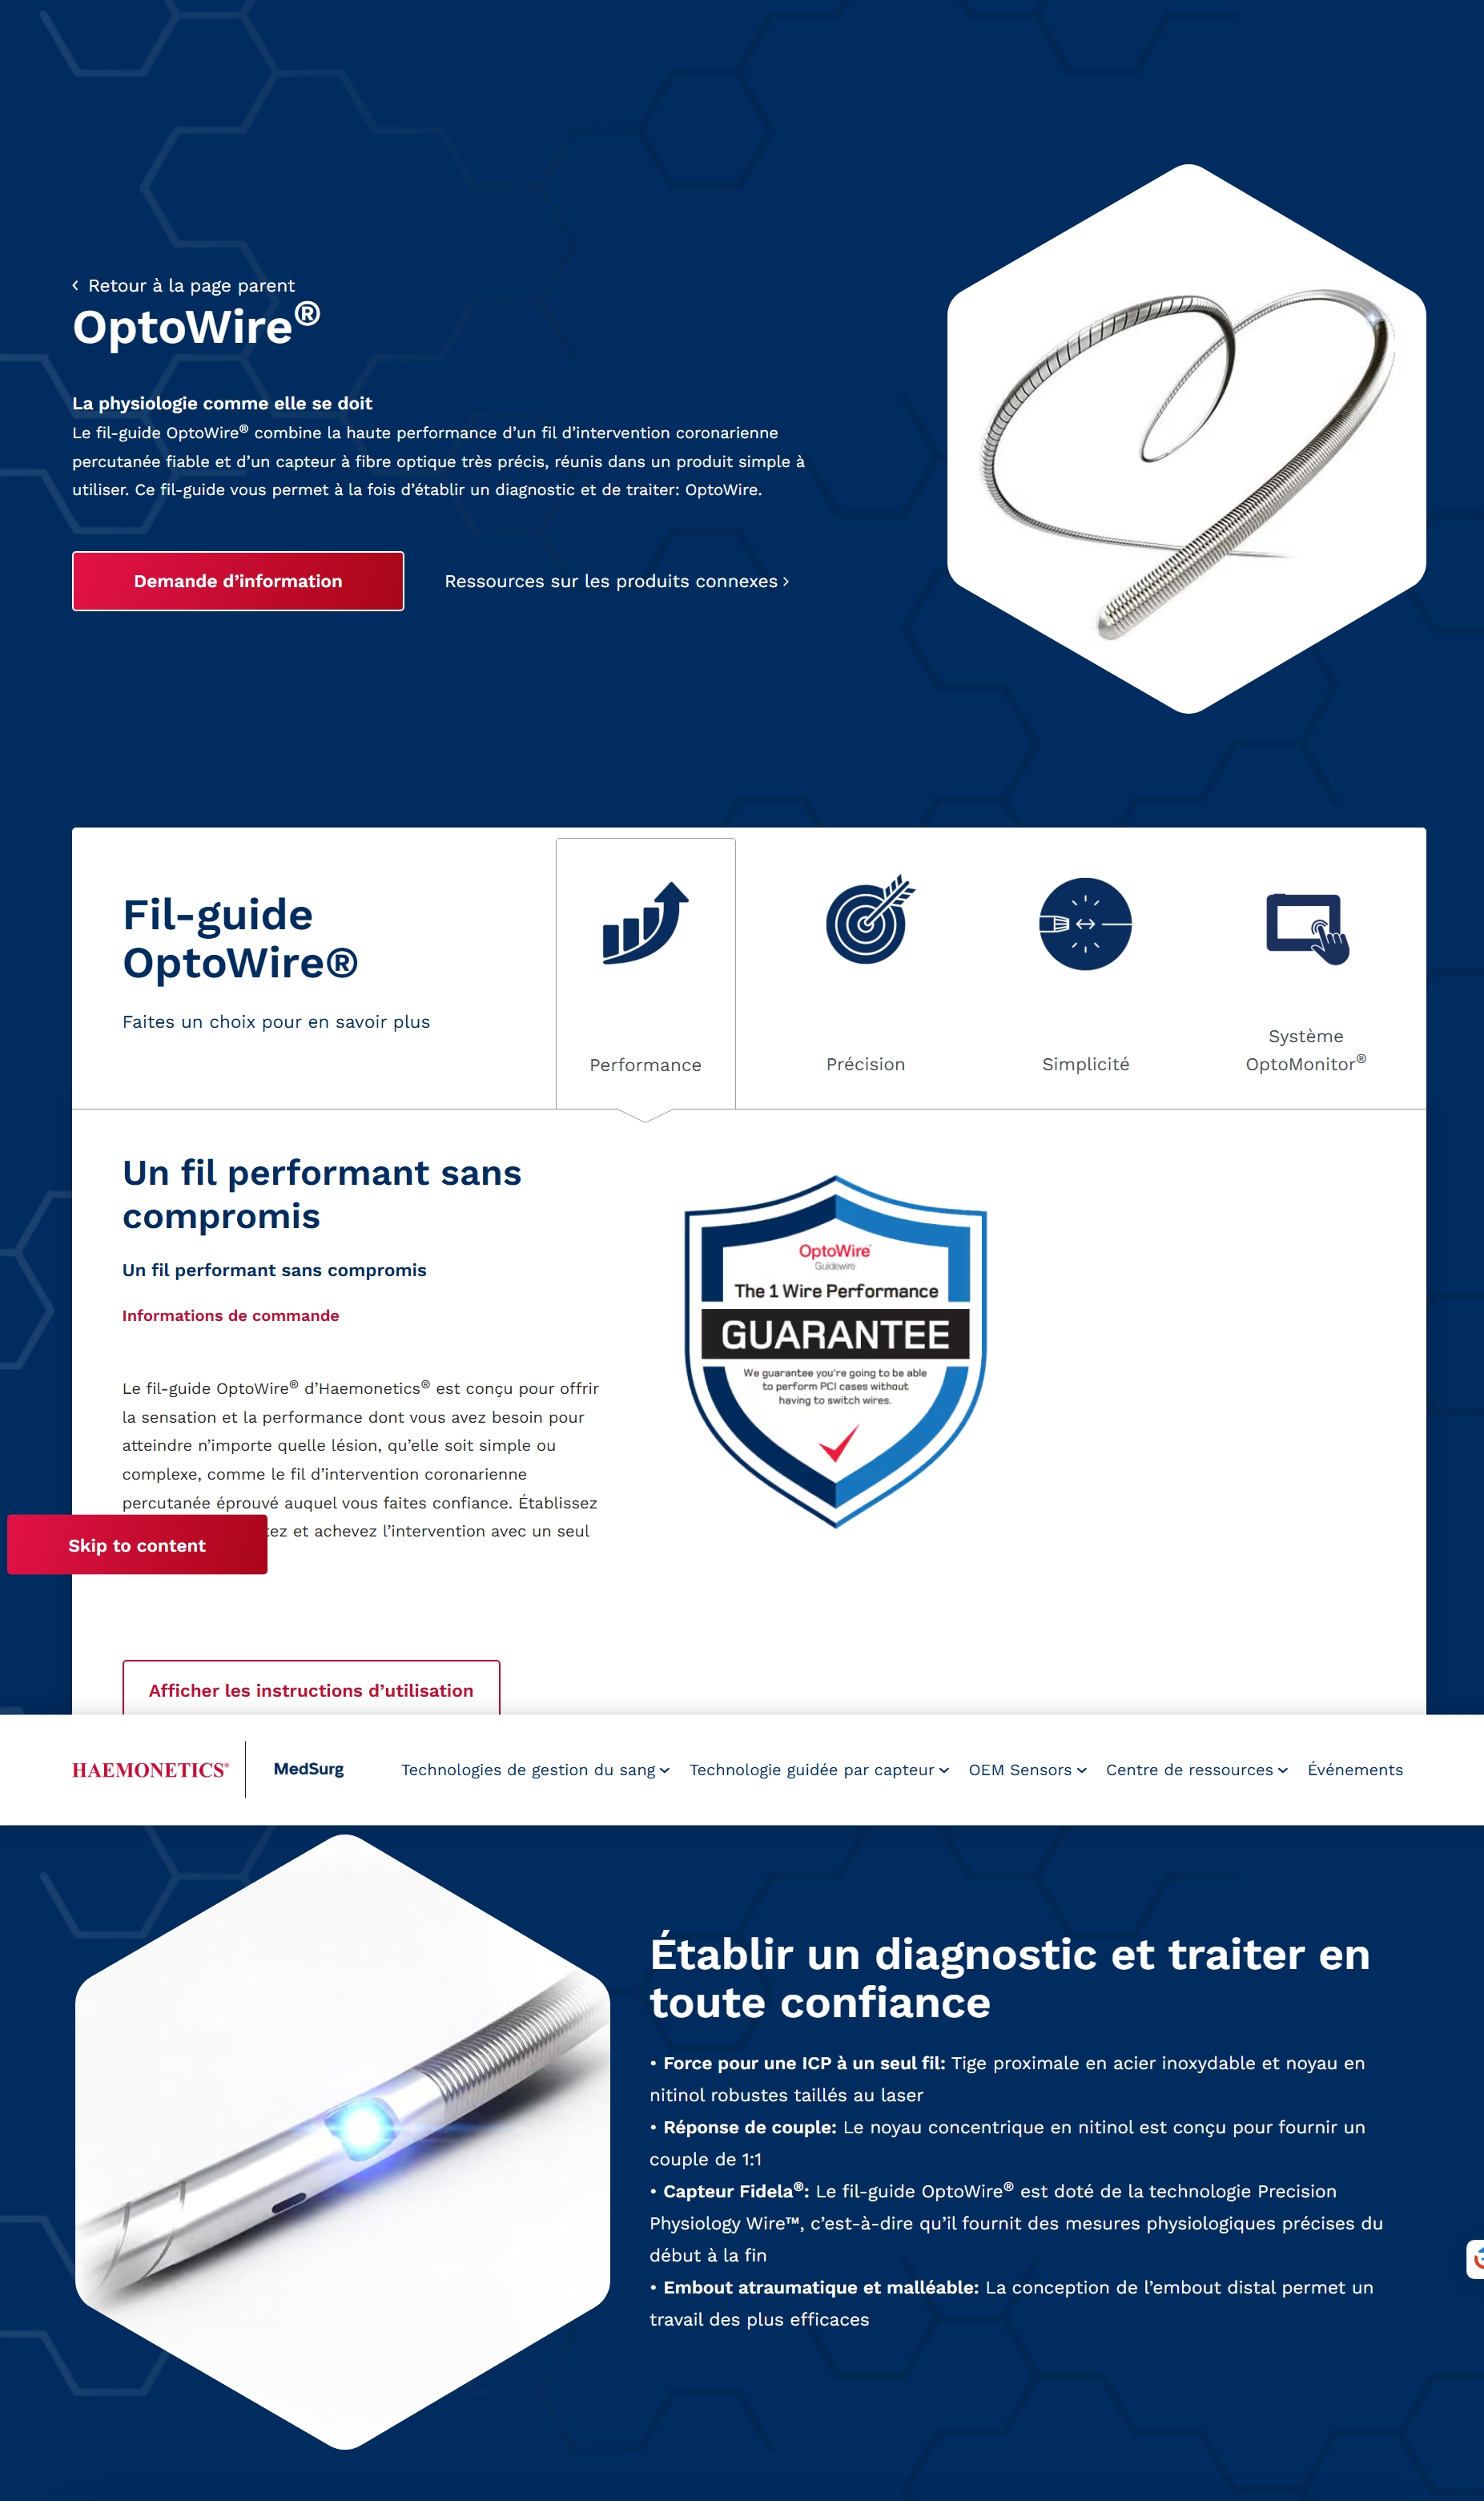 ‹ Retour à la page parent
OptoWire®
La physiologie comme elle se doit
Le fil-guide OptoWire® combine la haute performance d’un fil d’intervention coronarienne
percutanée fiable et d’un capteur à fibre optique très précis, réunis dans un produit simple à
utiliser. Ce fil-guide vous permet à la fois d’établir un diagnostic et de traiter: OptoWire.
Demande d’information
Ressources sur les produits connexes ›
Fil-guide
OptoWire®
Faites un choix pour en savoir plus
Performance
Précision
Simplicité
Système
OptoMonitor®
Un fil performant sans
compromis
Un fil performant sans compromis
Informations de commande
Le fil-guide OptoWire® d’Haemonetics® est conçu pour offrir
la sensation et la performance dont vous avez besoin pour
atteindre n’importe quelle lésion, qu’elle soit simple ou
complexe, comme le fil d’intervention coronarienne
percutanée éprouvé auquel vous faites confiance. Établissez
tez et achevez l’intervention avec un seul
Skip to content
OptoWire
Guidewire
The 1 Wire Performance
GUARANTEE
We guarantee you’re going to be able
to perform PCI cases without
having to switch wires.
Afficher les instructions d’utilisation
HAEMONETICS®
MedSurg
Technologies de gestion du sang
Technologie guidée par capteur
OEM Sensors
Centre de ressources
Événements
Établir un diagnostic et traiter en
toute confiance
• Force pour une ICP à un seul fil: Tige proximale en acier inoxydable et noyau en
nitinol robustes taillés au laser
• Réponse de couple: Le noyau concentrique en nitinol est conçu pour fournir un
couple de 1:1
• Capteur Fidela®: Le fil-guide OptoWire® est doté de la technologie Precision
Physiology Wire™, c’est-à-dire qu’il fournit des mesures physiologiques précises du
début à la fin
• Embout atraumatique et malléable: La conception de l’embout distal permet un
travail des plus efficaces